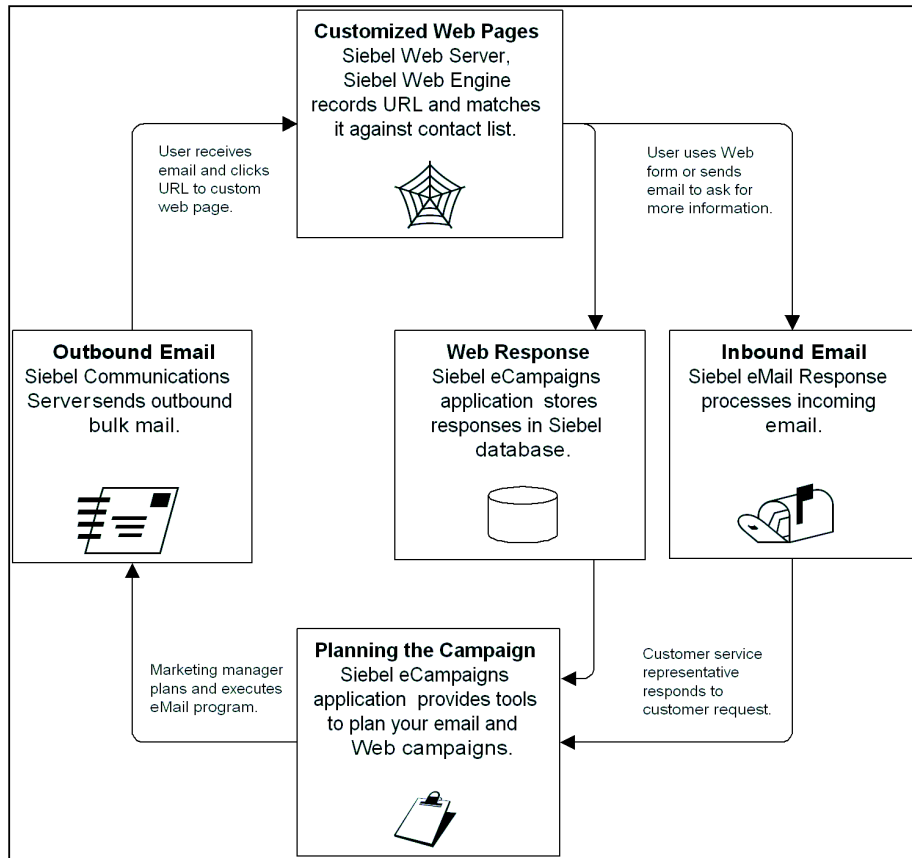 Customized Web Pages
Siebel Web Server,
Siebel Web Engine
records URL and matches
it against contact list.
User receives
email and clicks
URL to custom
web page.
User uses Web
form or sends
email to ask for
more information.
Outbound Email
Siebel Communications
Serversends outbound
bulk mail.
Web Response
Siebel eCampaigns
application stores
responses in Siebel
database.
Inbound Email
Siebel eMail Response
processes incoming
email.
Marketing manager
plans and executes
eMail program.
Planning the Campaign
Siebel eCampaigns
application provides tools
to plan your email and
Web campaigns.
Customer service
representative
responds to
customer request.